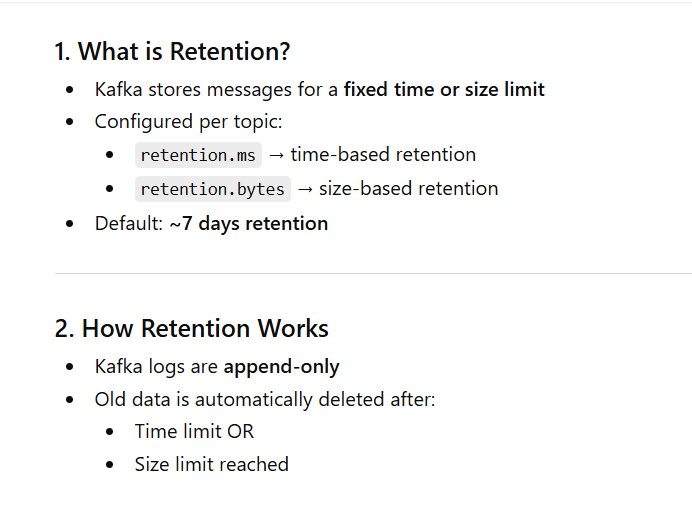 1. What is Retention?
• Kafka stores messages for a fixed time or size limit
• Configured per topic:
• retention.ms → time-based retention
• retention.bytes → size-based retention
• Default: ~7 days retention
2. How Retention Works
• Kafka logs are append-only
• Old data is automatically deleted after:
• Time limit OR
• Size limit reached